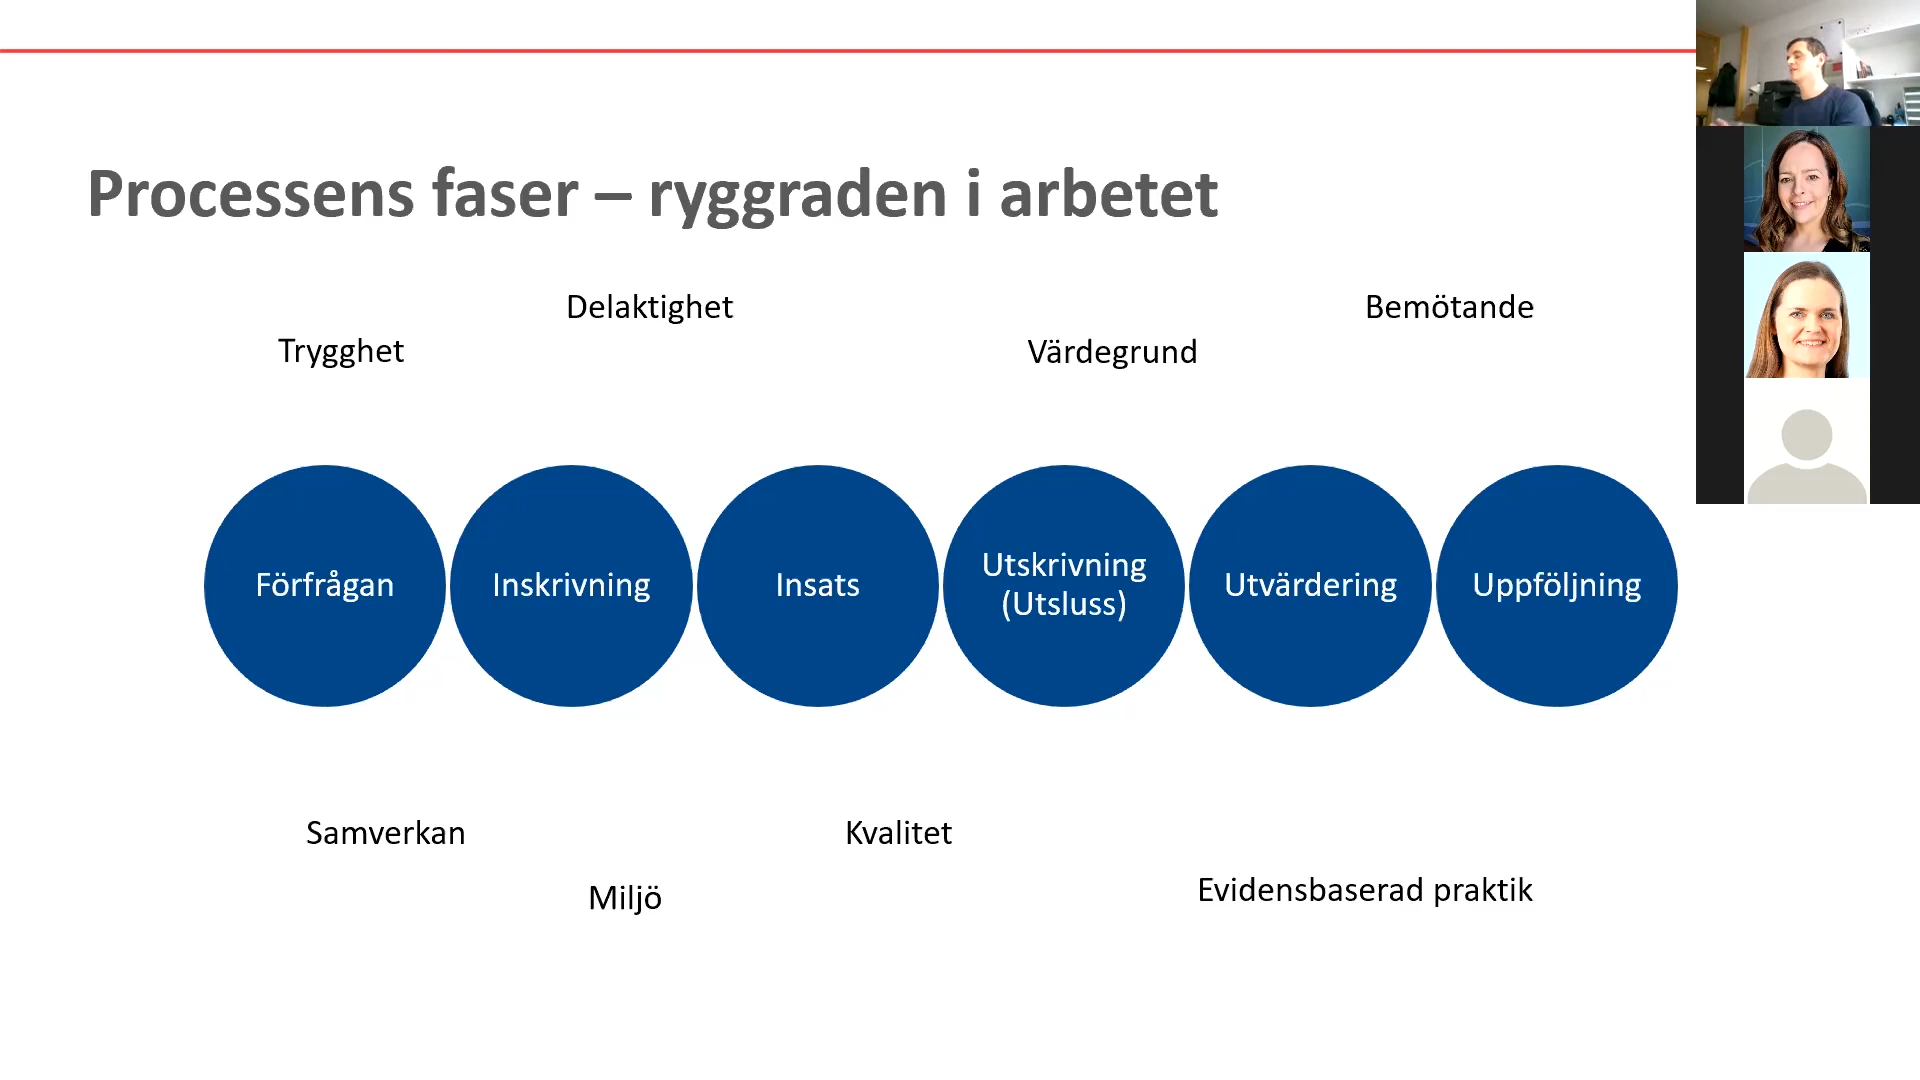 Processens faser – ryggraden i arbetet
Delaktighet
Bemötande
Trygghet
Värdegrund
Förfrågan
Inskrivning
Insats
Utskrivning
(Utsluss)
Utvärdering
Uppföljning
Samverkan
Kvalitet
Miljö
Evidensbaserad praktik